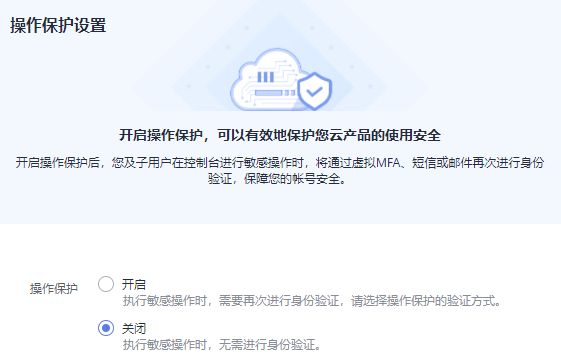 操作保护设置
开启操作保护，可以有效地保护您云产品的使用安全
开启操作保护后，您及子用户在控制台进行敏感操作时，将通过虚拟MFA、短信或邮件再次进行身份
验证，保障您的帐号安全。
操作保护 开启
执行敏感操作时，需要再次进行身份验证，请选择操作保护的验证方式。
关闭
执行敏感操作时，无需进行身份验证。